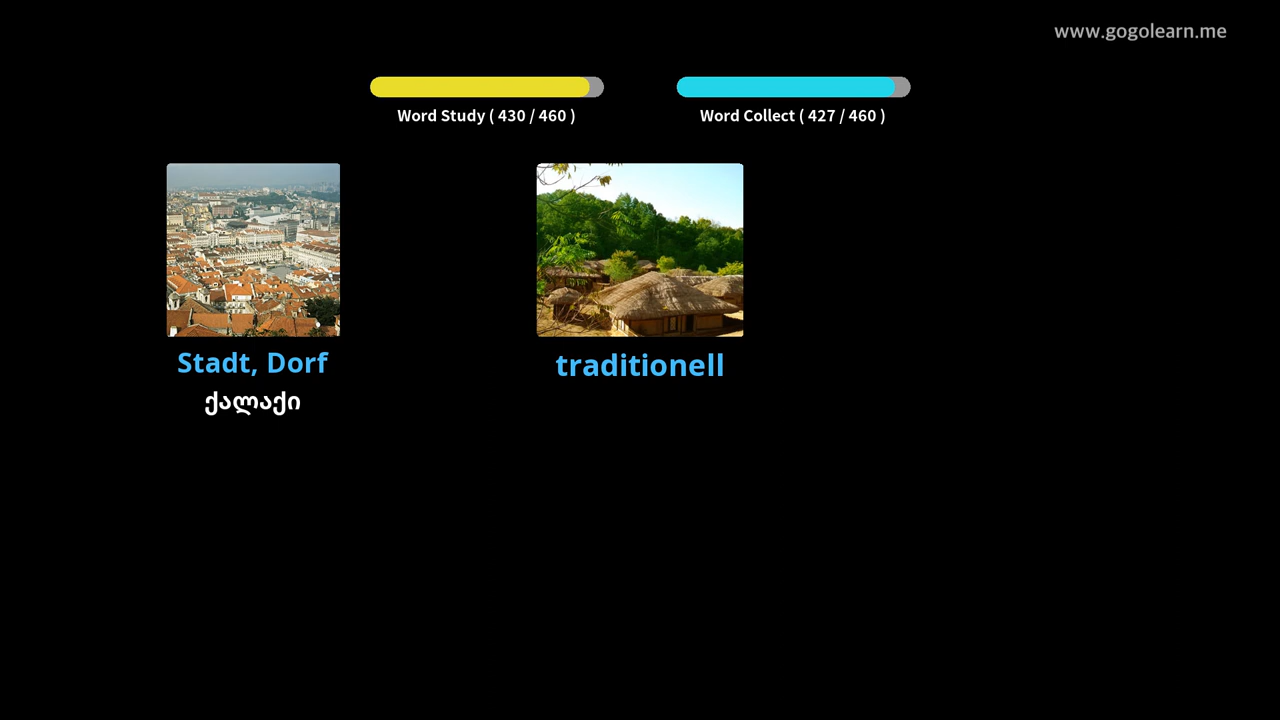 www.gogolearn.me
Word Study ( 430 / 460 )
Word Collect ( 427 / 460 )
Stadt, Dorf
ქალაქი
traditionell